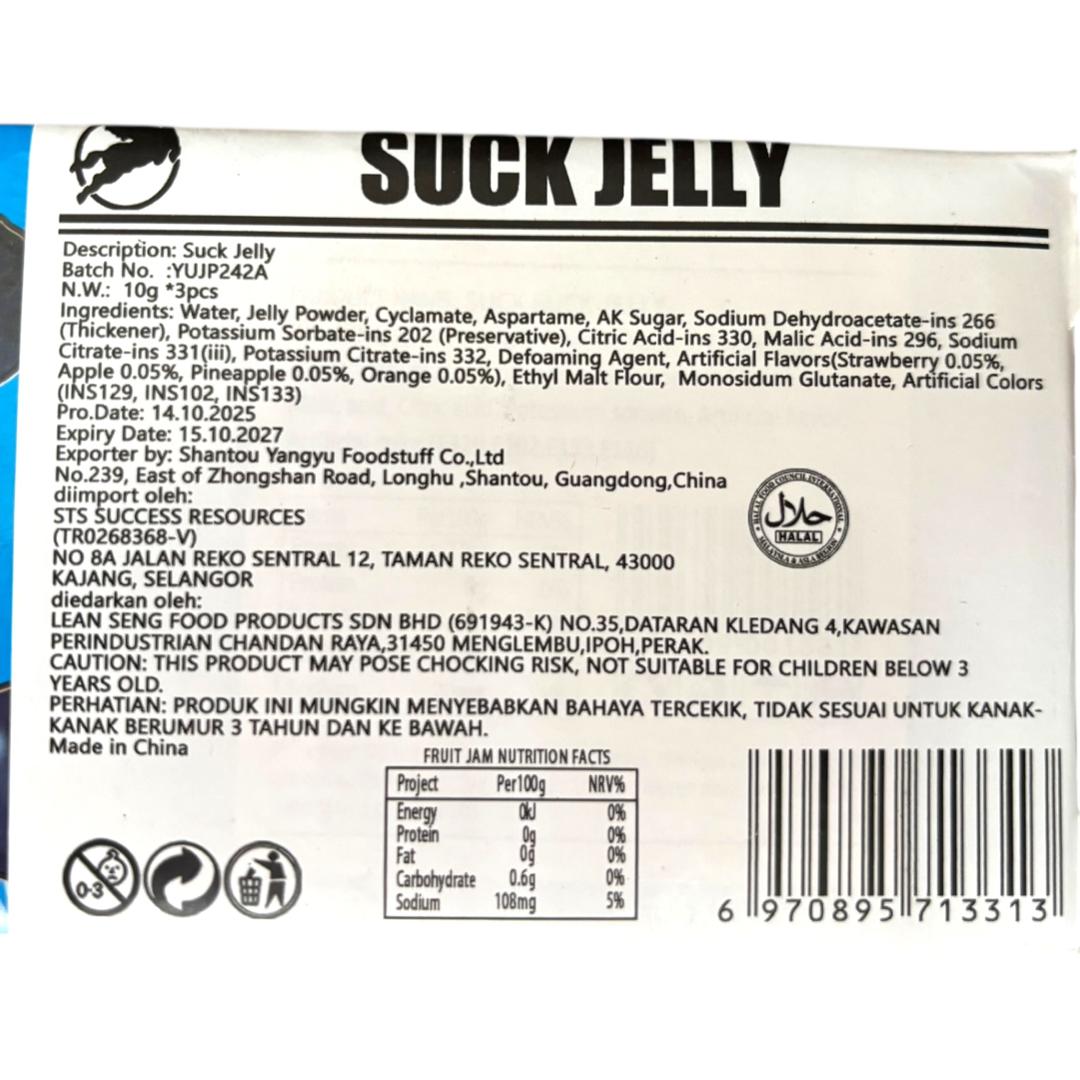 SUCK JELLY
Description: Suck Jelly
Batch No. :YUJP242A
N.W.: 10g *3pcs
Ingredients: Water, Jelly Powder, Cyclamate, Aspartame, AK Sugar, Sodium Dehydroacetate-ins 266
(Thickener), Potassium Sorbate-ins 202 (Preservative), Citric Acid-ins 330, Malic Acid-ins 296, Sodium
Citrate-ins 331(iii), Potassium Citrate-ins 332, Defoaming Agent, Artificial Flavors(Strawberry 0.05%,
Apple 0.05%, Pineapple 0.05%, Orange 0.05%), Ethyl Malt Flour, Monosidum Glutanate, Artificial Colors
(INS129, INS102, INS133)
Pro.Date: 14.10.2025
Expiry Date: 15.10.2027
Exporter by: Shantou Yangyu Foodstuff Co.,Ltd
No.239, East of Zhongshan Road, Longhu ,Shantou, Guangdong,China
diimport oleh:
STS SUCCESS RESOURCES
(TR0268368-V)
NO 8A JALAN REKO SENTRAL 12, TAMAN REKO SENTRAL, 43000
KAJANG, SELANGOR
diedarkan oleh:
LEAN SENG FOOD PRODUCTS SDN BHD (691943-K) NO.35,DATARAN KLEDANG 4,KAWASAN
PERINDUSTRIAN CHANDAN RAYA,31450 MENGLEMBU,IPOH,PERAK.
CAUTION: THIS PRODUCT MAY POSE CHOCKING RISK, NOT SUITABLE FOR CHILDREN BELOW 3
YEARS OLD.
PERHATIAN: PRODUK INI MUNGKIN MENYEBABKAN BAHAYA TERCEKIK, TIDAK SESUAI UNTUK KANAK-
KANAK BERUMUR 3 TAHUN DAN KE BAWAH.
Made in China
HALAL FOOD COUNCIL INTERNATIONAL
حلال
HALAL
MALAYSIA & ASIA REGION
FRUIT JAM NUTRITION FACTS
Project Per100g NRV%
Energy 0kJ 0%
Protein 0g 0%
Fat 0g 0%
Carbohydrate 0.6g 0%
Sodium 108mg 5%
0-3
6 970895 713313